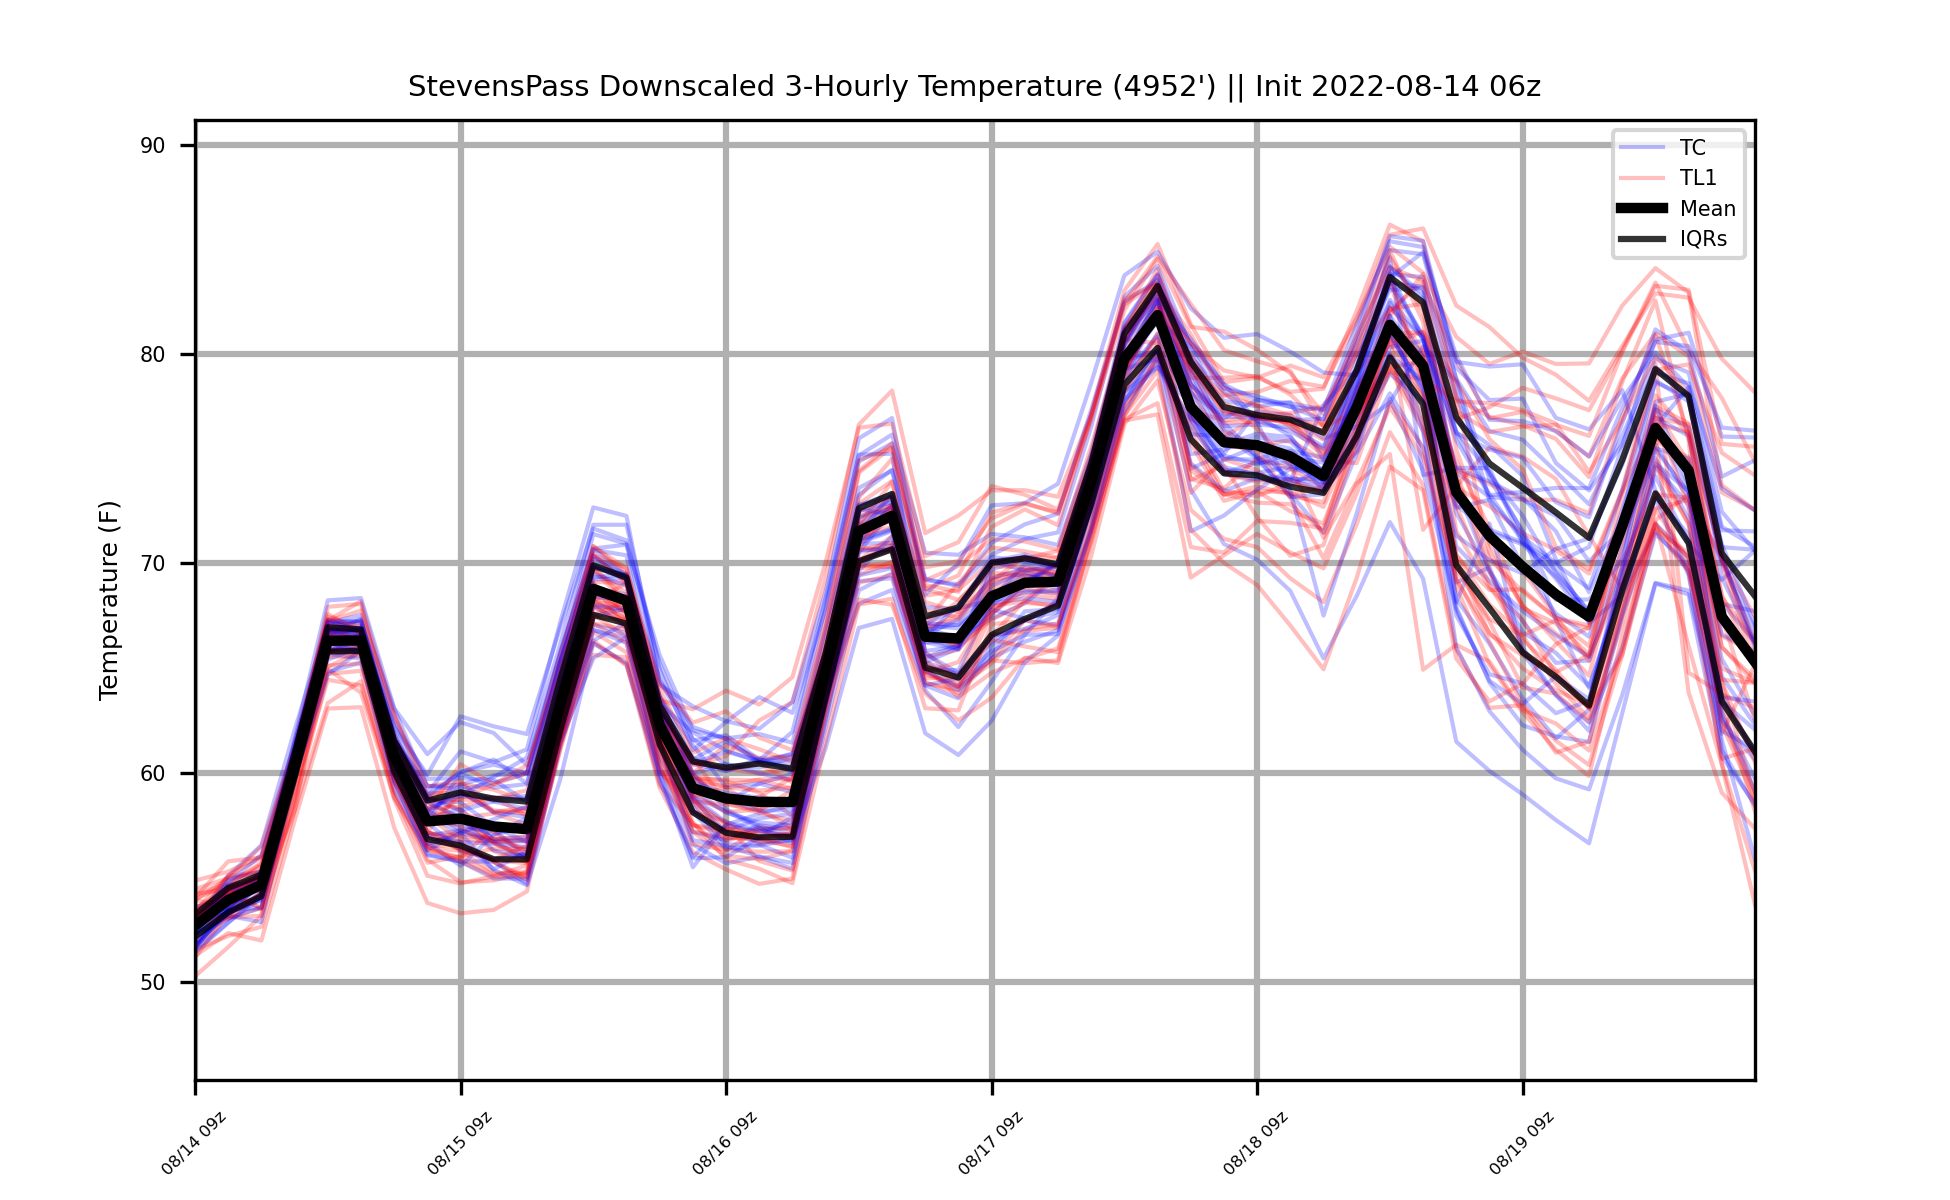 StevensPass Downscaled 3-Hourly Temperature (4952') || Init 2022-08-14 06z
Temperature (F)
90
80
70
60
50
TC
TL1
Mean
IQRs
08/14 09z
08/15 09z
08/16 09z
08/17 09z
08/18 09z
08/19 09z